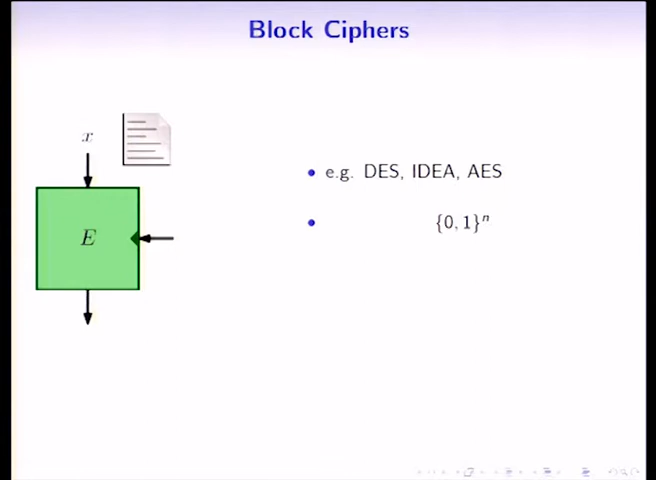 Block Ciphers
x
e.g. DES, IDEA, AES
{0, 1}ⁿ
E